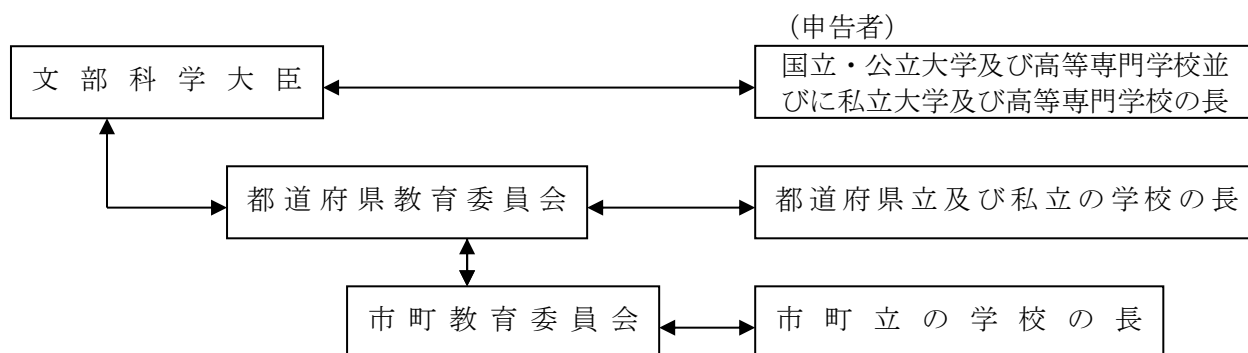 （申告者）
文部科学大臣
国立・公立大学及び高等専門学校並
びに私立大学及び高等専門学校の長
都道府県教育委員会
都道府県立及び私立の学校の長
市町教育委員会
市町立の学校の長